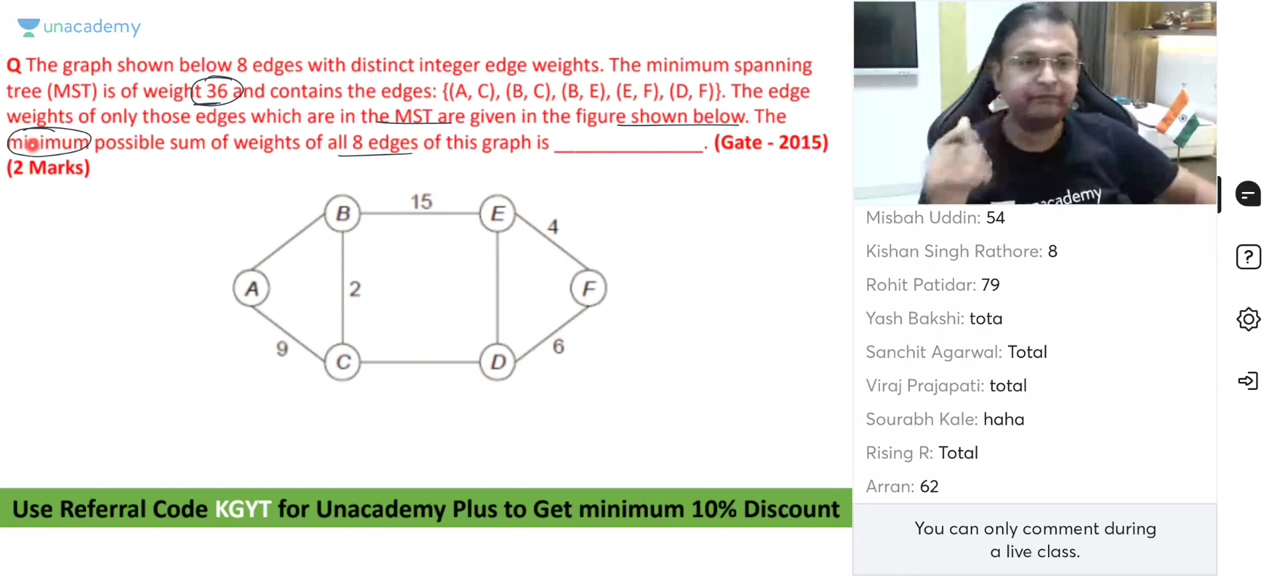 unacademy
Q The graph shown below 8 edges with distinct integer edge weights. The minimum spanning
tree (MST) is of weight 36 and contains the edges: {(A, C), (B, C), (B, E), (E, F), (D, F)}. The edge
weights of only those edges which are in the MST are given in the figure shown below. The
minimum possible sum of weights of all 8 edges of this graph is _______________. (Gate - 2015)
(2 Marks)
B 15 E
4
A 2 F
9 C D 6
Use Referral Code KGYT for Unacademy Plus to Get minimum 10% Discount
unacademy
Misbah Uddin: 54
Kishan Singh Rathore: 8
Rohit Patidar: 79
Yash Bakshi: tota
Sanchit Agarwal: Total
Viraj Prajapati: total
Sourabh Kale: haha
Rising R: Total
Arran: 62
You can only comment during
a live class.